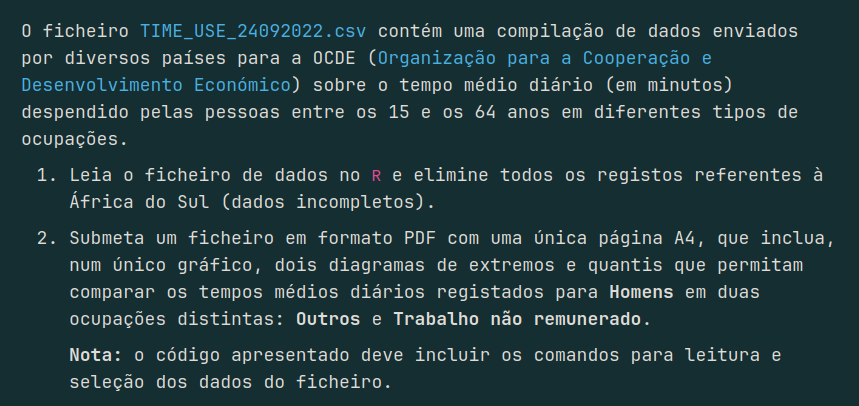 O ficheiro TIME_USE_24092022.csv contém uma compilação de dados enviados
por diversos países para a OCDE (Organização para a Cooperação e
Desenvolvimento Económico) sobre o tempo médio diário (em minutos)
despendido pelas pessoas entre os 15 e os 64 anos em diferentes tipos de
ocupações.
1. Leia o ficheiro de dados no R e elimine todos os registos referentes à
África do Sul (dados incompletos).
2. Submeta um ficheiro em formato PDF com uma única página A4, que inclua,
num único gráfico, dois diagramas de extremos e quantis que permitam
comparar os tempos médios diários registados para Homens em duas
ocupações distintas: Outros e Trabalho não remunerado.
Nota: o código apresentado deve incluir os comandos para leitura e
seleção dos dados do ficheiro.